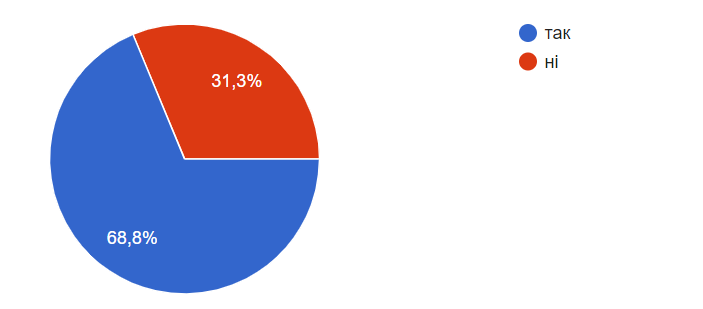 так
ні
31,3%
68,8%